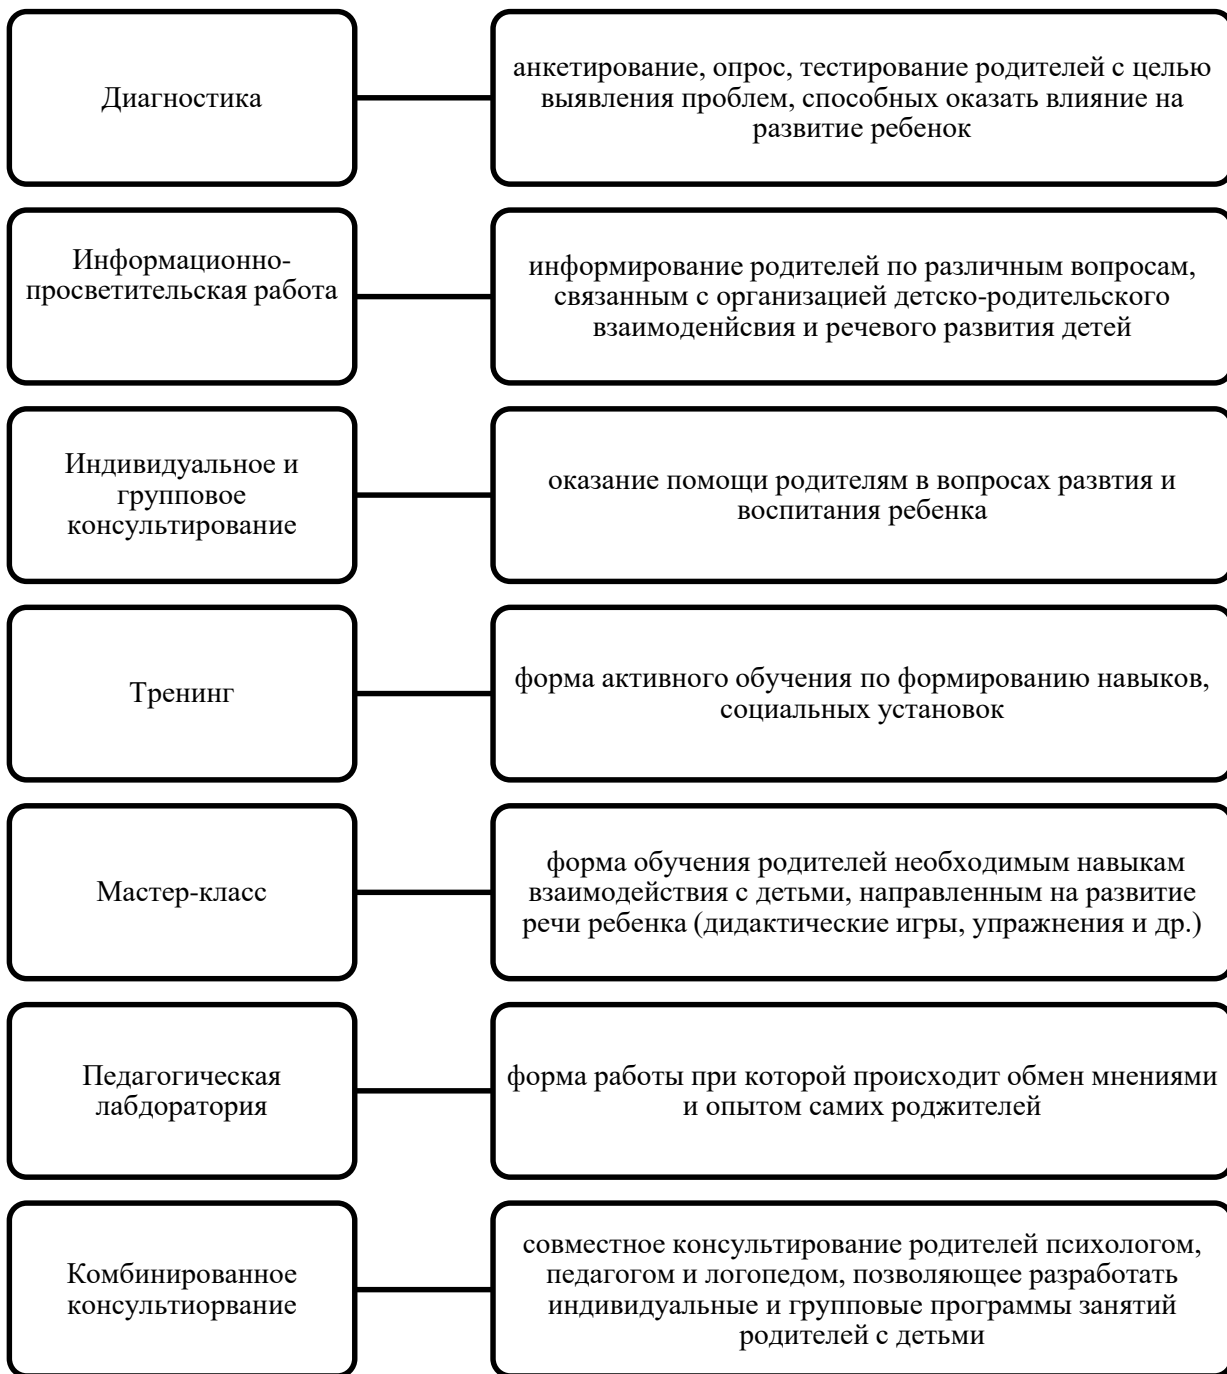 Диагностика
анкетирование, опрос, тестирование родителей с целью
выявления проблем, способных оказать влияние на
развитие ребенок
Информационно-
просветительская работа
информирование родителей по различным вопросам,
связанным с организацией детско-родительского
взаимоденйсвия и речевого развития детей
Индивидуальное и
групповое
консультирование
оказание помощи родителям в вопросах развтия и
воспитания ребенка
Тренинг
форма активного обучения по формированию навыков,
социальных установок
Мастер-класс
форма обучения родителей необходимым навыкам
взаимодействия с детьми, направленным на развитие
речи ребенка (дидактические игры, упражнения и др.)
Педагогическая
лабдоратория
форма работы при которой происходит обмен мнениями
и опытом самих роджителей
Комбинированное
консультиорвание
совместное консультирование родителей психологом,
педагогом и логопедом, позволяющее разработать
индивидуальные и групповые программы занятий
родителей с детьми